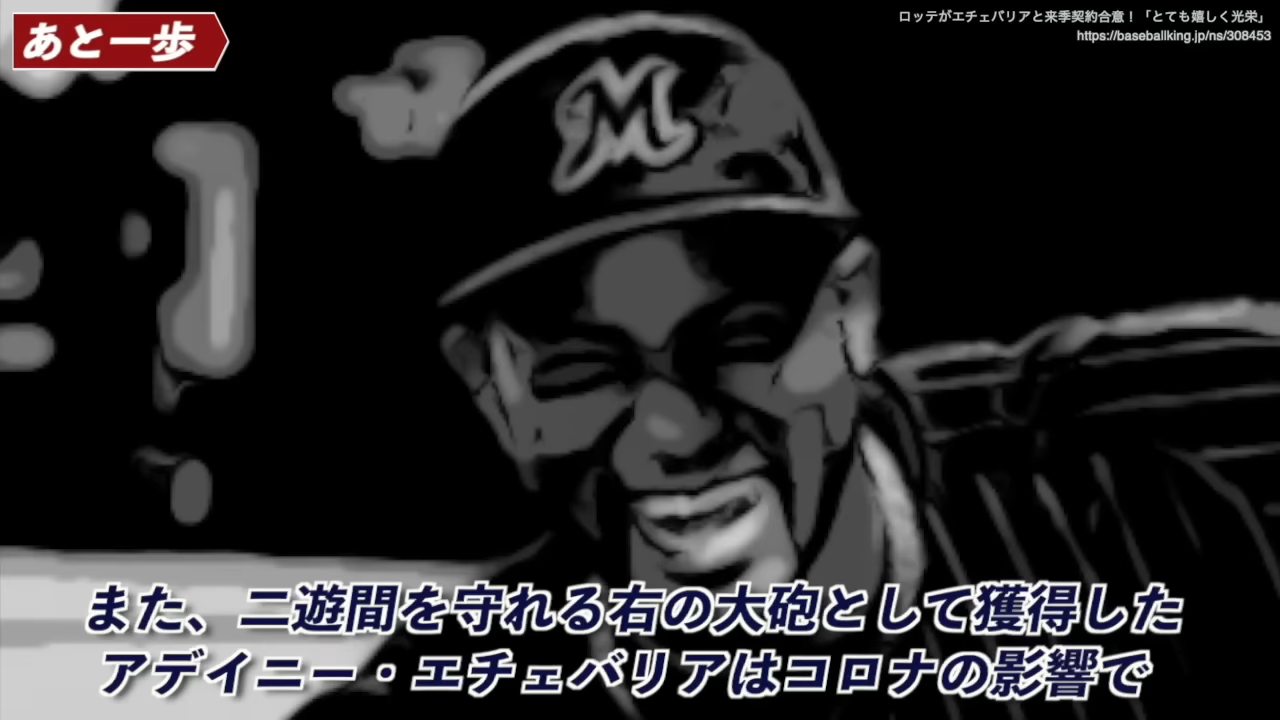 あと一歩
ロッテがエチェバリアと来季契約合意！「とても嬉しく光栄」
https://baseballking.jp/ns/308453
M
また、二遊間を守れる右の大砲として獲得した
アデイニー・エチェバリアはコロナの影響で